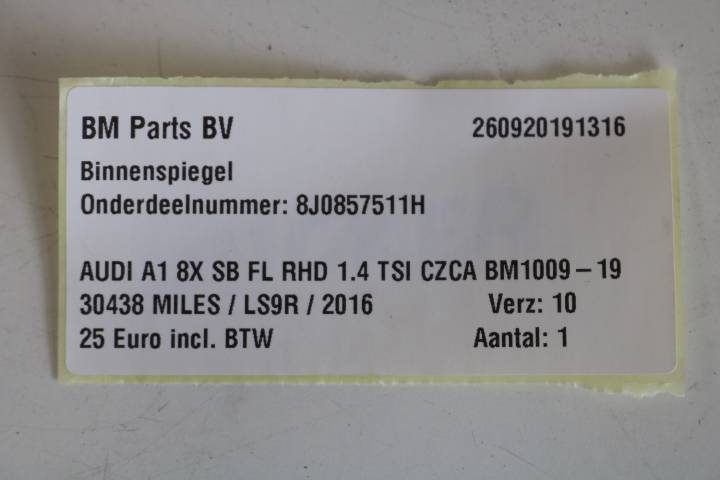 BM Parts BV 260920191316
Binnenspiegel
Onderdeelnummer: 8J0857511H
AUDI A1 8X SB FL RHD 1.4 TSI CZCA BM1009-19
30438 MILES / LS9R / 2016 Verz: 10
25 Euro incl. BTW Aantal: 1